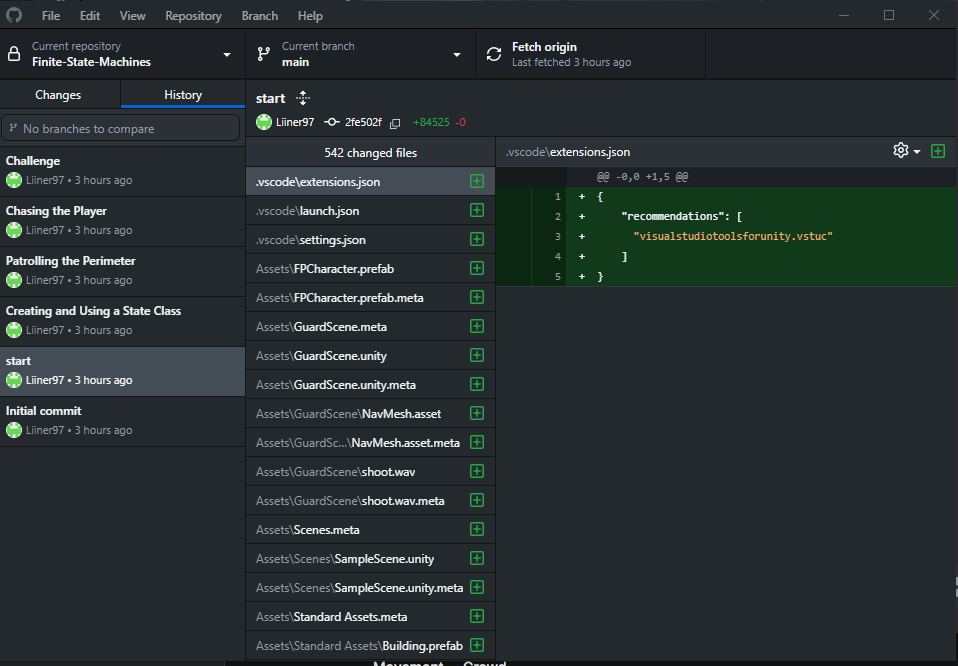 File Edit View Repository Branch Help
Current repository
Finite-State-Machines
Current branch
main
Fetch origin
Last fetched 3 hours ago
Changes
History
No branches to compare
Challenge
Liiner97 • 3 hours ago
Chasing the Player
Liiner97 • 3 hours ago
Patrolling the Perimeter
Liiner97 • 3 hours ago
Creating and Using a State Class
Liiner97 • 3 hours ago
start
Liiner97 • 3 hours ago
Initial commit
Liiner97 • 3 hours ago
start
Liiner97 2fe502f +84525 -0
542 changed files
.vscode\extensions.json
.vscode\launch.json
.vscode\settings.json
Assets\FPCharacter.prefab
Assets\FPCharacter.prefab.meta
Assets\GuardScene.meta
Assets\GuardScene.unity
Assets\GuardScene.unity.meta
Assets\GuardScene\NavMesh.asset
Assets\GuardSc...\NavMesh.asset.meta
Assets\GuardScene\shoot.wav
Assets\GuardScene\shoot.wav.meta
Assets\Scenes.meta
Assets\Scenes\SampleScene.unity
Assets\Scenes\SampleScene.unity.meta
Assets\Standard Assets.meta
Assets\Standard Assets\Building.prefab
.vscode\extensions.json
@@ -0,0 +1,5 @@
1 + {
2 + "recommendations": [
3 + "visualstudiotoolsforunity.vstuc"
4 + ]
5 + }
Movement Crowd